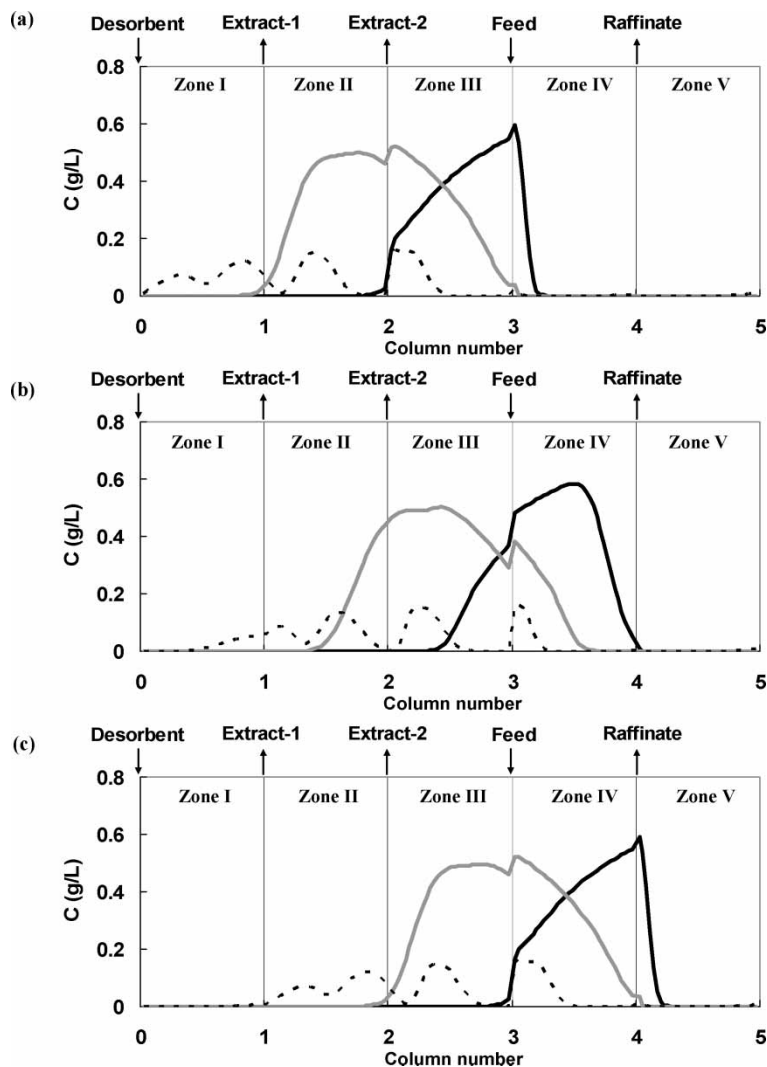 (a)
Desorbent Extract-1 Extract-2 Feed Raffinate
Zone I Zone II Zone III Zone IV Zone V
0.8
0.6
0.4
0.2
0
C (g/L)
0 1 2 3 4 5
Column number
(b)
Desorbent Extract-1 Extract-2 Feed Raffinate
Zone I Zone II Zone III Zone IV Zone V
0.8
0.6
0.4
0.2
0
C (g/L)
0 1 2 3 4 5
Column number
(c)
Desorbent Extract-1 Extract-2 Feed Raffinate
Zone I Zone II Zone III Zone IV Zone V
0.8
0.6
0.4
0.2
0
C (g/L)
0 1 2 3 4 5
Column number